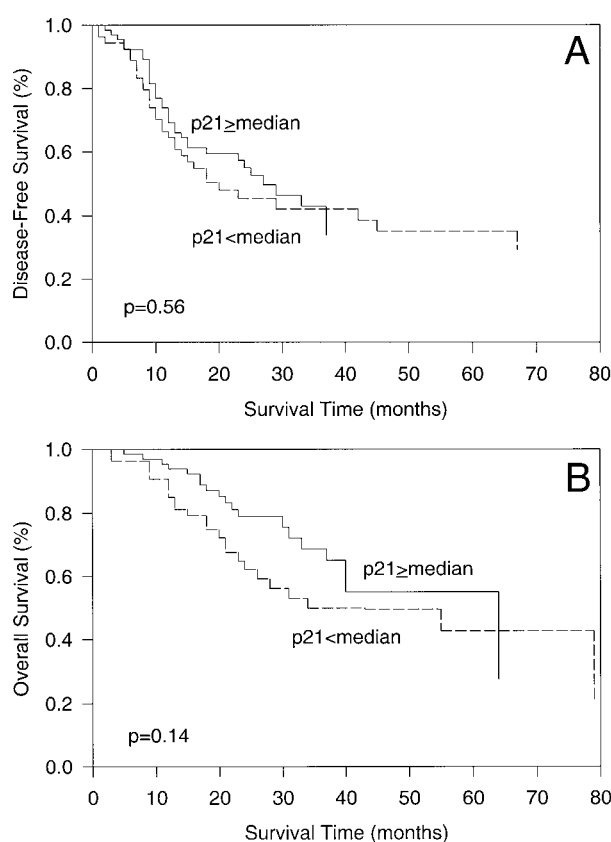 A
Disease-Free Survival (%)
1.0
0.8
0.6
0.4
0.2
0.0
p21≥median
p21<median
p=0.56
0 10 20 30 40 50 60 70 80
Survival Time (months)
B
Overall Survival (%)
1.0
0.8
0.6
0.4
0.2
0.0
p21≥median
p21<median
p=0.14
0 10 20 30 40 50 60 70 80
Survival Time (months)